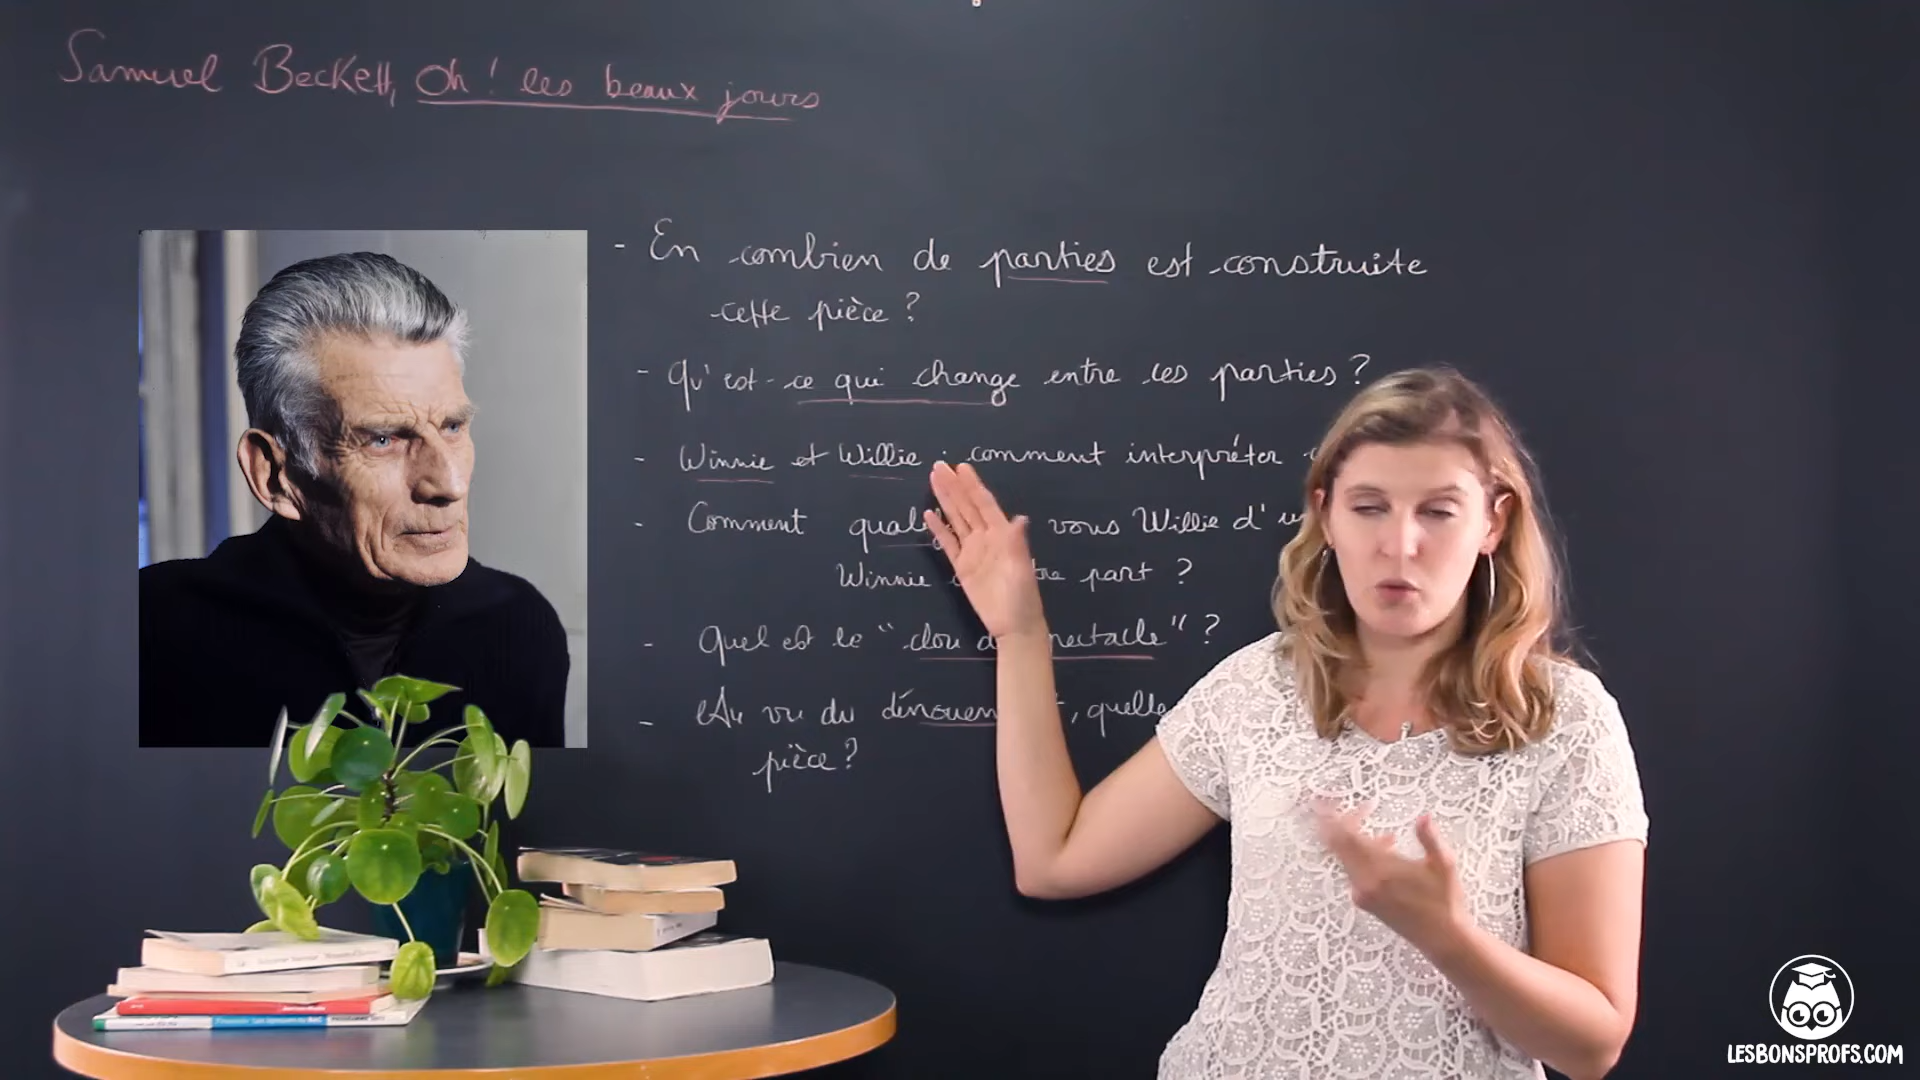 Samuel Beckett, Oh ! les beaux jours
- En combien de parties est construite
cette pièce ?
- Qu'est-ce qui change entre ces parties ?
- Winnie et Willie : comment interpréter
- Comment vous Willie d'
Winnie part ?
- Quel est le "clou spectacle" ?
- Au vu du , quelle
pièce ?
LESBONSPROFS.COM